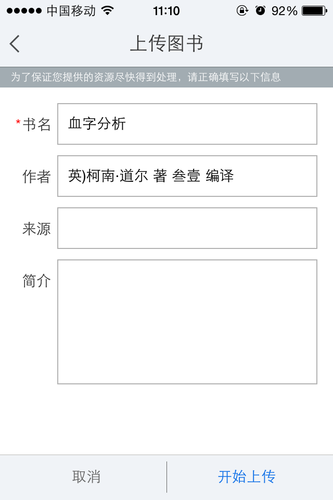 中国移动 11:10 92%
上传图书
为了保证您提供的资源尽快得到处理，请正确填写以下信息
*书名 血字分析
作者 英)柯南·道尔 著 叁壹 编译
来源
简介
取消 开始上传